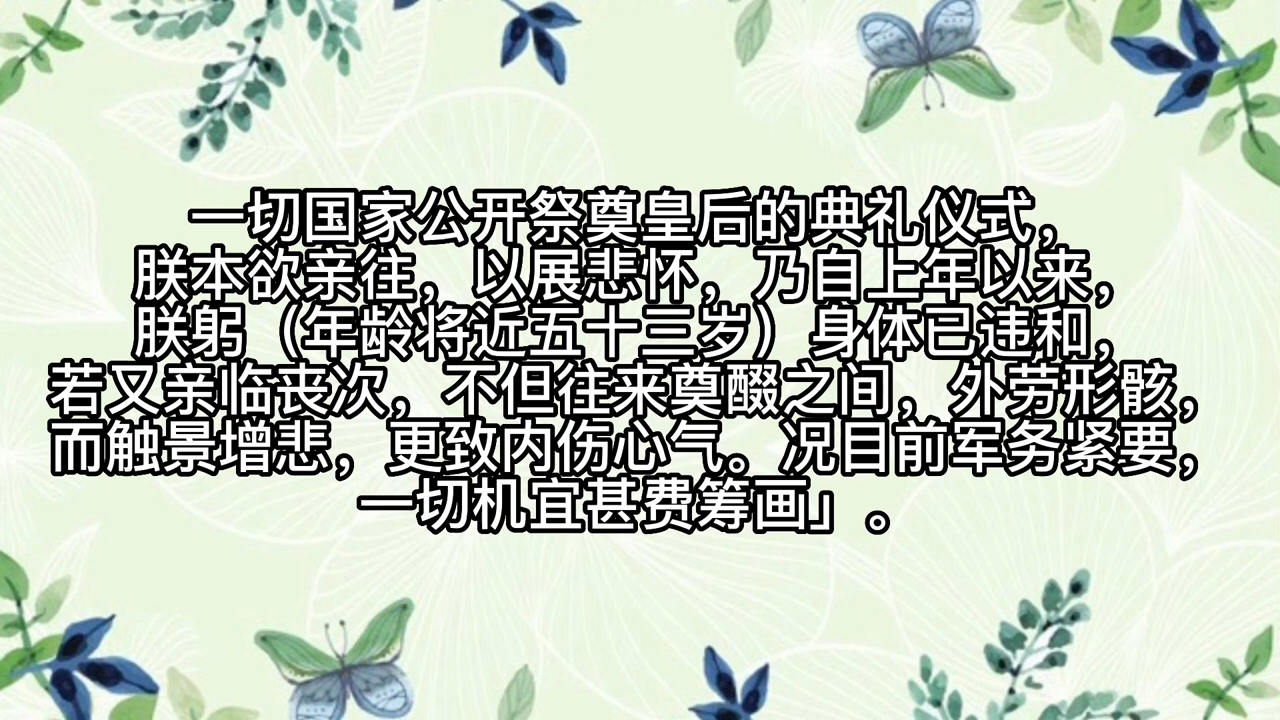 一切国家公开祭奠皇后的典礼仪式，
朕本欲亲往，以展悲怀，乃自上年以来，
朕躬（年龄将近五十三岁）身体已违和，
若又亲临丧次，不但往来奠醊之间，外劳形骸，
而触景增悲，更致内伤心气。况目前军务紧要，
一切机宜甚费筹画」。